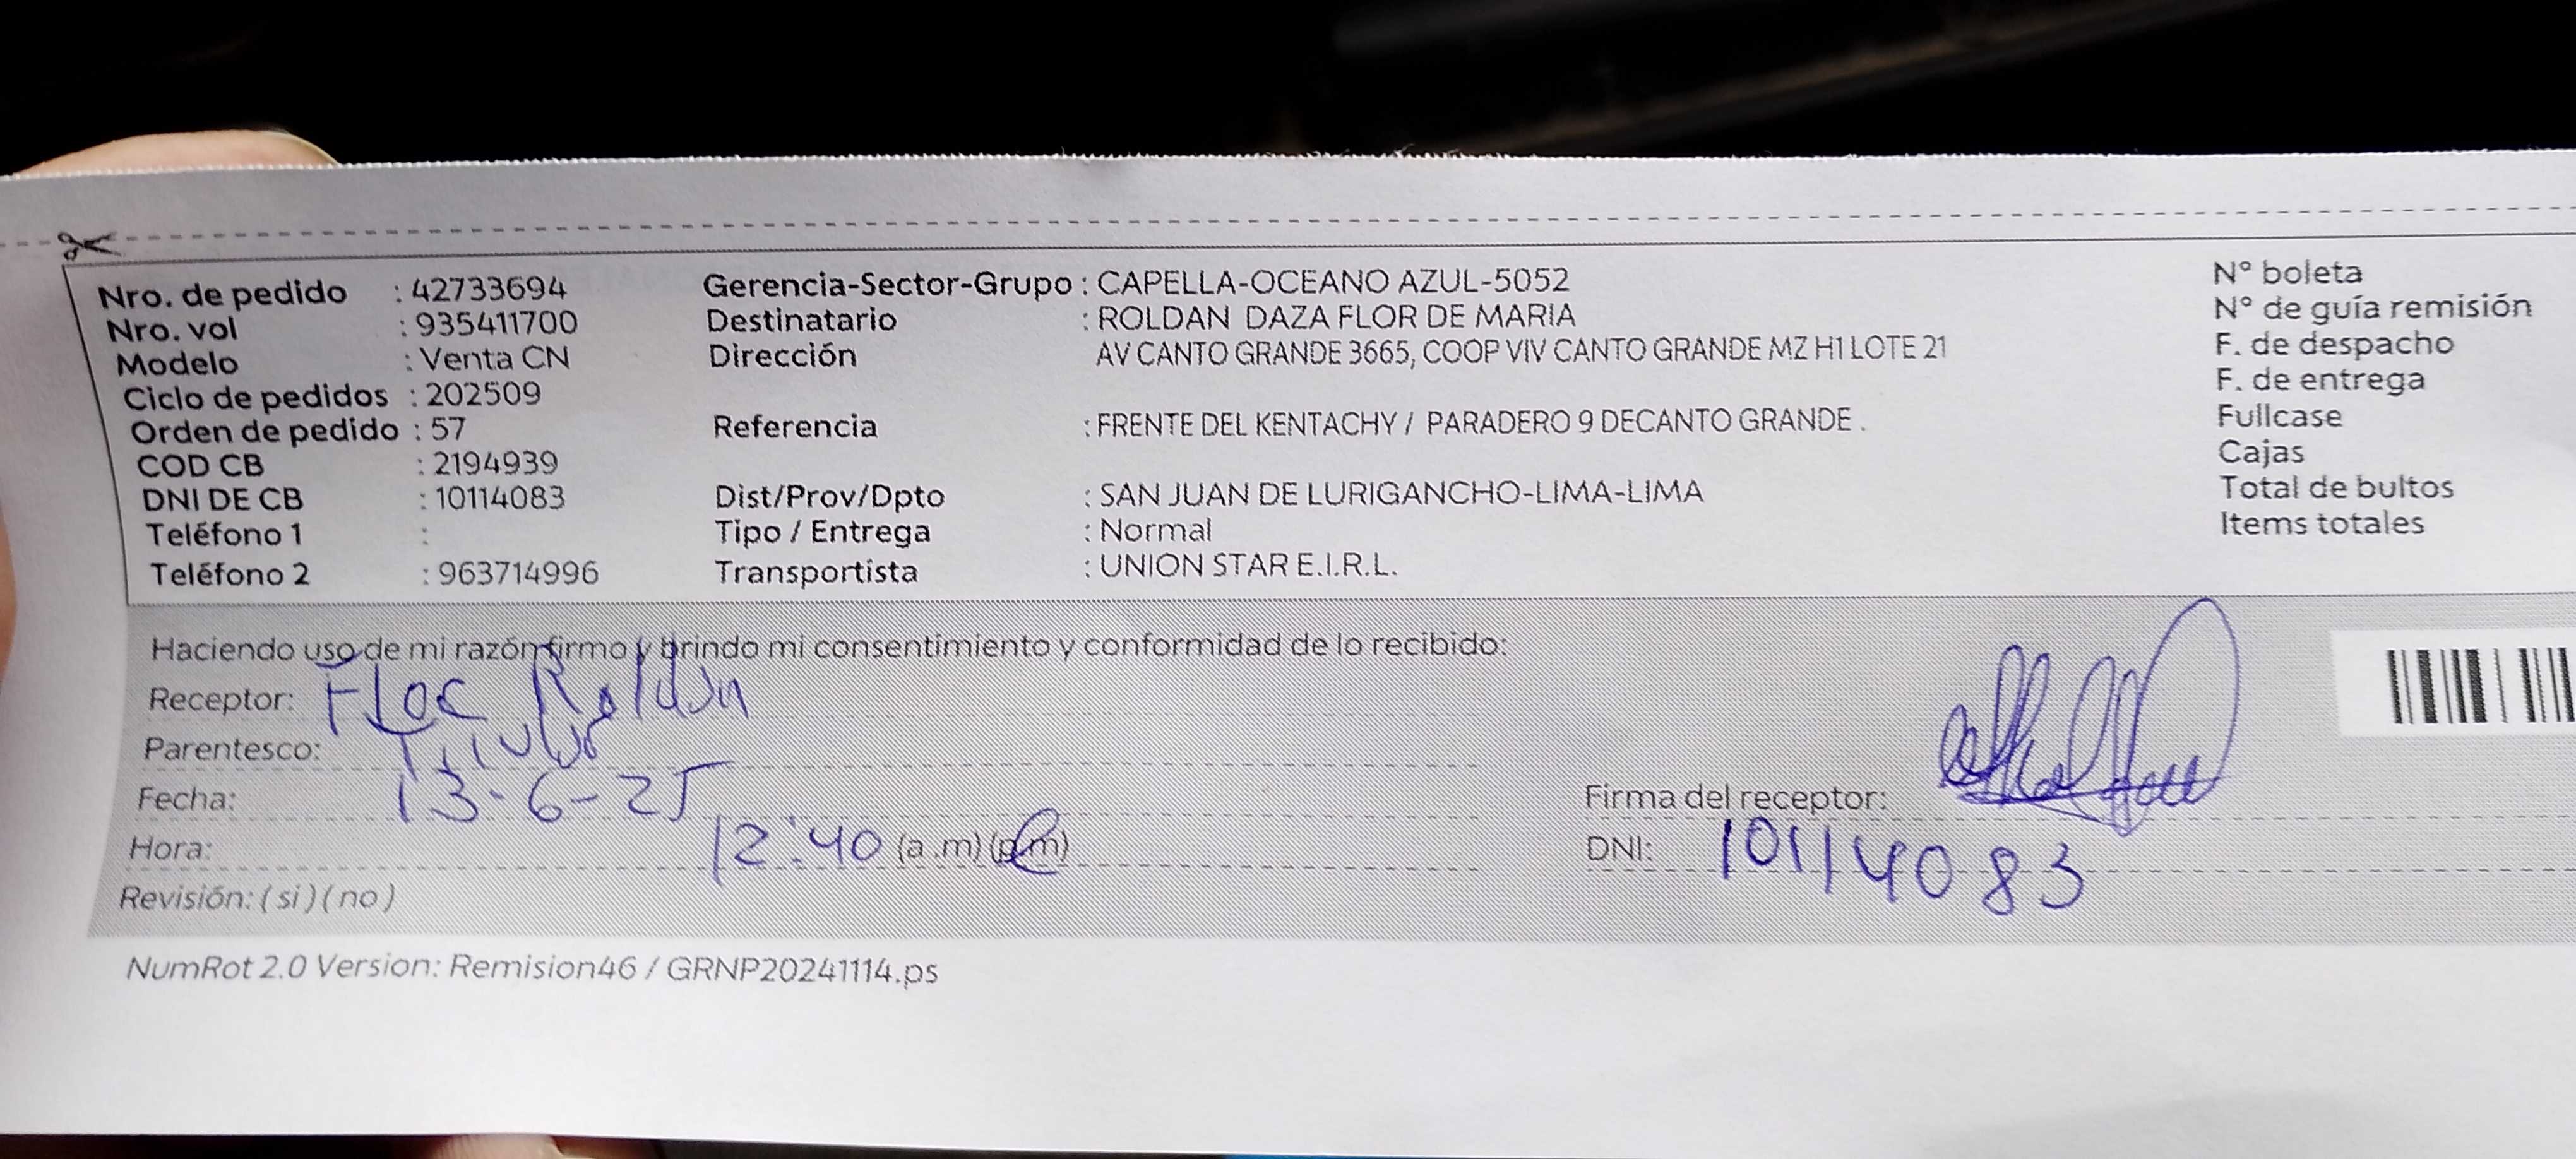 Nro. de pedido : 42733694
Nro. vol : 935411700
Modelo : Venta CN
Ciclo de pedidos : 202509
Orden de pedido : 57
COD CB : 2194939
DNI DE CB : 10114083
Teléfono 1 :
Teléfono 2 : 963714996
Gerencia-Sector-Grupo : CAPELLA-OCEANO AZUL-5052
Destinatario : ROLDAN DAZA FLOR DE MARIA
Dirección AV CANTO GRANDE 3665, COOP VIV CANTO GRANDE MZ H1 LOTE 21
Referencia : FRENTE DEL KENTACHY / PARADERO 9 DECANTO GRANDE .
Dist/Prov/Dpto : SAN JUAN DE LURIGANCHO-LIMA-LIMA
Tipo / Entrega : Normal
Transportista : UNION STAR E.I.R.L.
N° boleta
N° de guía remisión
F. de despacho
F. de entrega
Fullcase
Cajas
Total de bultos
Items totales
Haciendo uso de mi razón firmo y brindo mi consentimiento y conformidad de lo recibido:
Receptor: Flor Roldan
Parentesco: Titular
Fecha: 13-6-25
Hora: 12:40 (a.m) (p.m)
Revisión: ( si ) ( no )
Firma del receptor:
DNI: 10114083
NumRot 2.0 Version: Remision46 / GRNP20241114.ps